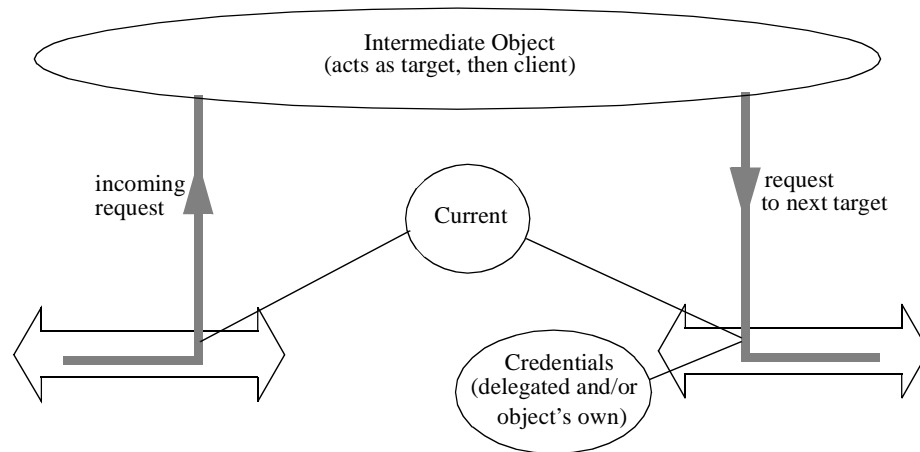 Intermediate Object
(acts as target, then client)
incoming
request
Current
request
to next target
Credentials
(delegated and/or
object's own)